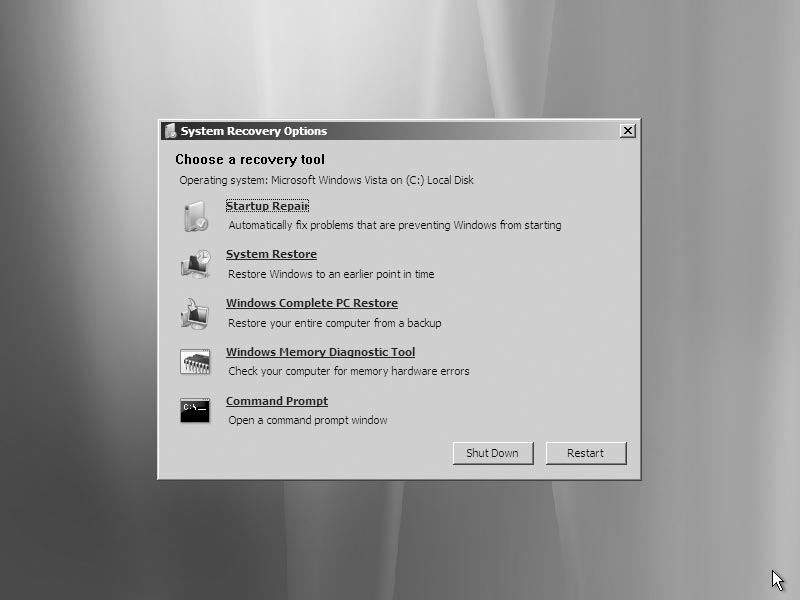 System Recovery Options
Choose a recovery tool
Operating system: Microsoft Windows Vista on (C:) Local Disk
Startup Repair
Automatically fix problems that are preventing Windows from starting
System Restore
Restore Windows to an earlier point in time
Windows Complete PC Restore
Restore your entire computer from a backup
Windows Memory Diagnostic Tool
Check your computer for memory hardware errors
C:\_
Command Prompt
Open a command prompt window
Shut Down
Restart